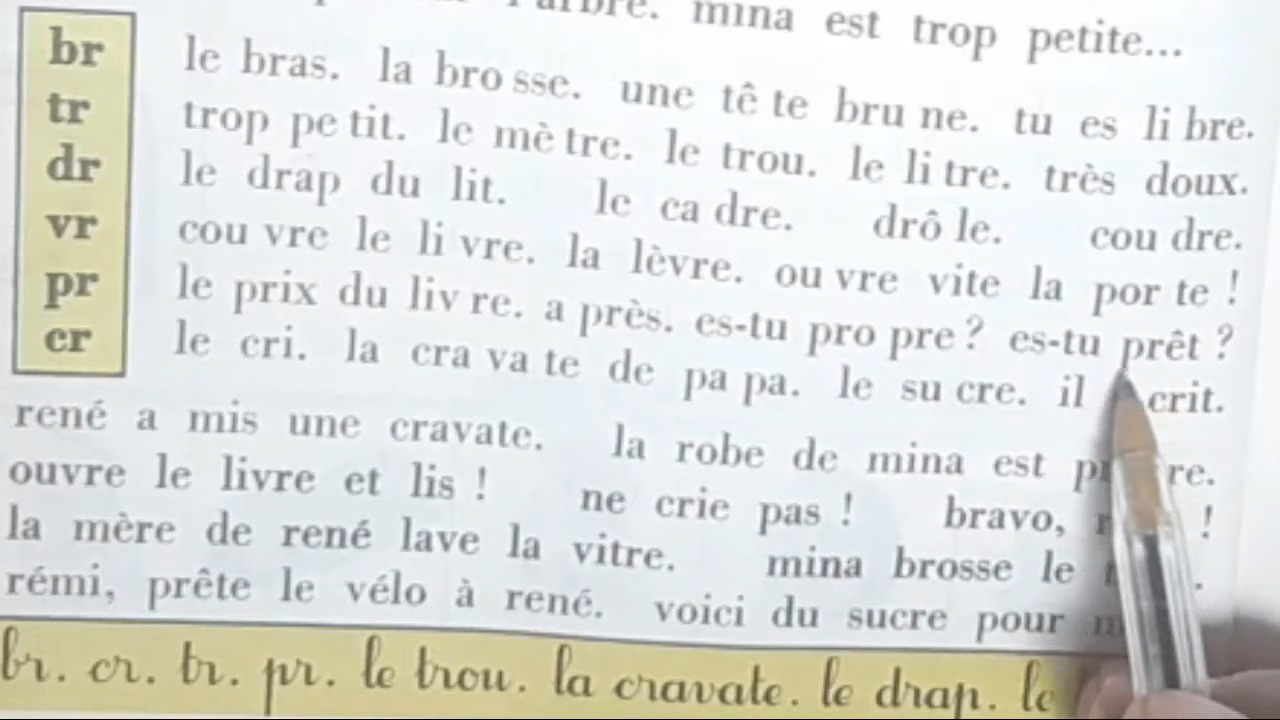 l'arbre. mina est trop petite...
br le bras. la bro sse. une tê te bru ne. tu es li bre.
tr trop pe tit. le mè tre. le trou. le li tre. très doux.
dr le drap du lit. le ca dre. drô le. cou dre.
vr cou vre le li vre. la lèvre. ou vre vite la por te !
pr le prix du liv re. a près. es-tu pro pre ? es-tu prêt ?
cr le cri. la cra va te de pa pa. le su cre. il crit.
rené a mis une cravate. la robe de mina est
ouvre le livre et lis ! ne crie pas ! bravo, !
la mère de rené lave la vitre. mina brosse le
rémi, prête le vélo à rené. voici du sucre pour
br. cr. tr. pr. le trou. la cravate. le drap. le